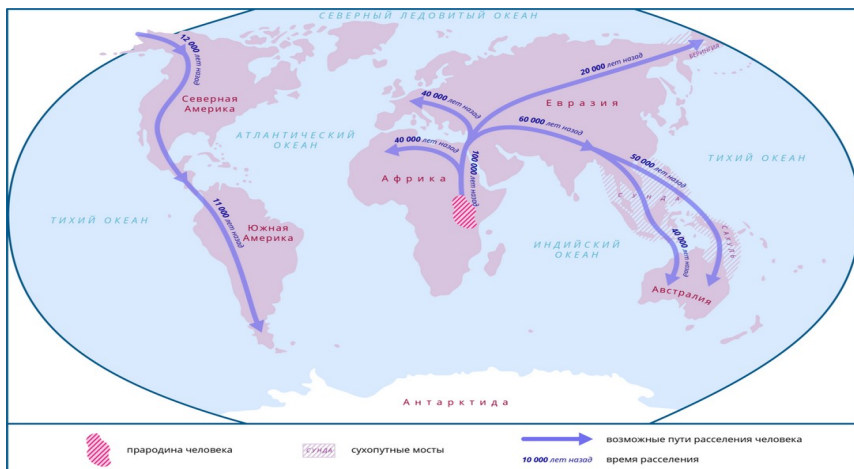 СЕВЕРНЫЙ ЛЕДОВИТЫЙ ОКЕАН
12 000 лет назад
БЕРИНГИЯ
20 000 лет назад
Северная
Америка
40 000 лет назад
Евразия
60 000 лет назад
АТЛАНТИЧЕСКИЙ
ОКЕАН
40 000 лет назад
100 000 лет назад
50 000 лет назад
ТИХИЙ ОКЕАН
Африка
СУНДА
11 000 лет назад
ТИХИЙ ОКЕАН
Южная
Америка
ИНДИЙСКИЙ
ОКЕАН
40 000 лет назад
САХУЛЬ
Австралия
Антарктида
прародина человека
СУНДА
сухопутные мосты
возможные пути расселения человека
10 000 лет назад
время расселения